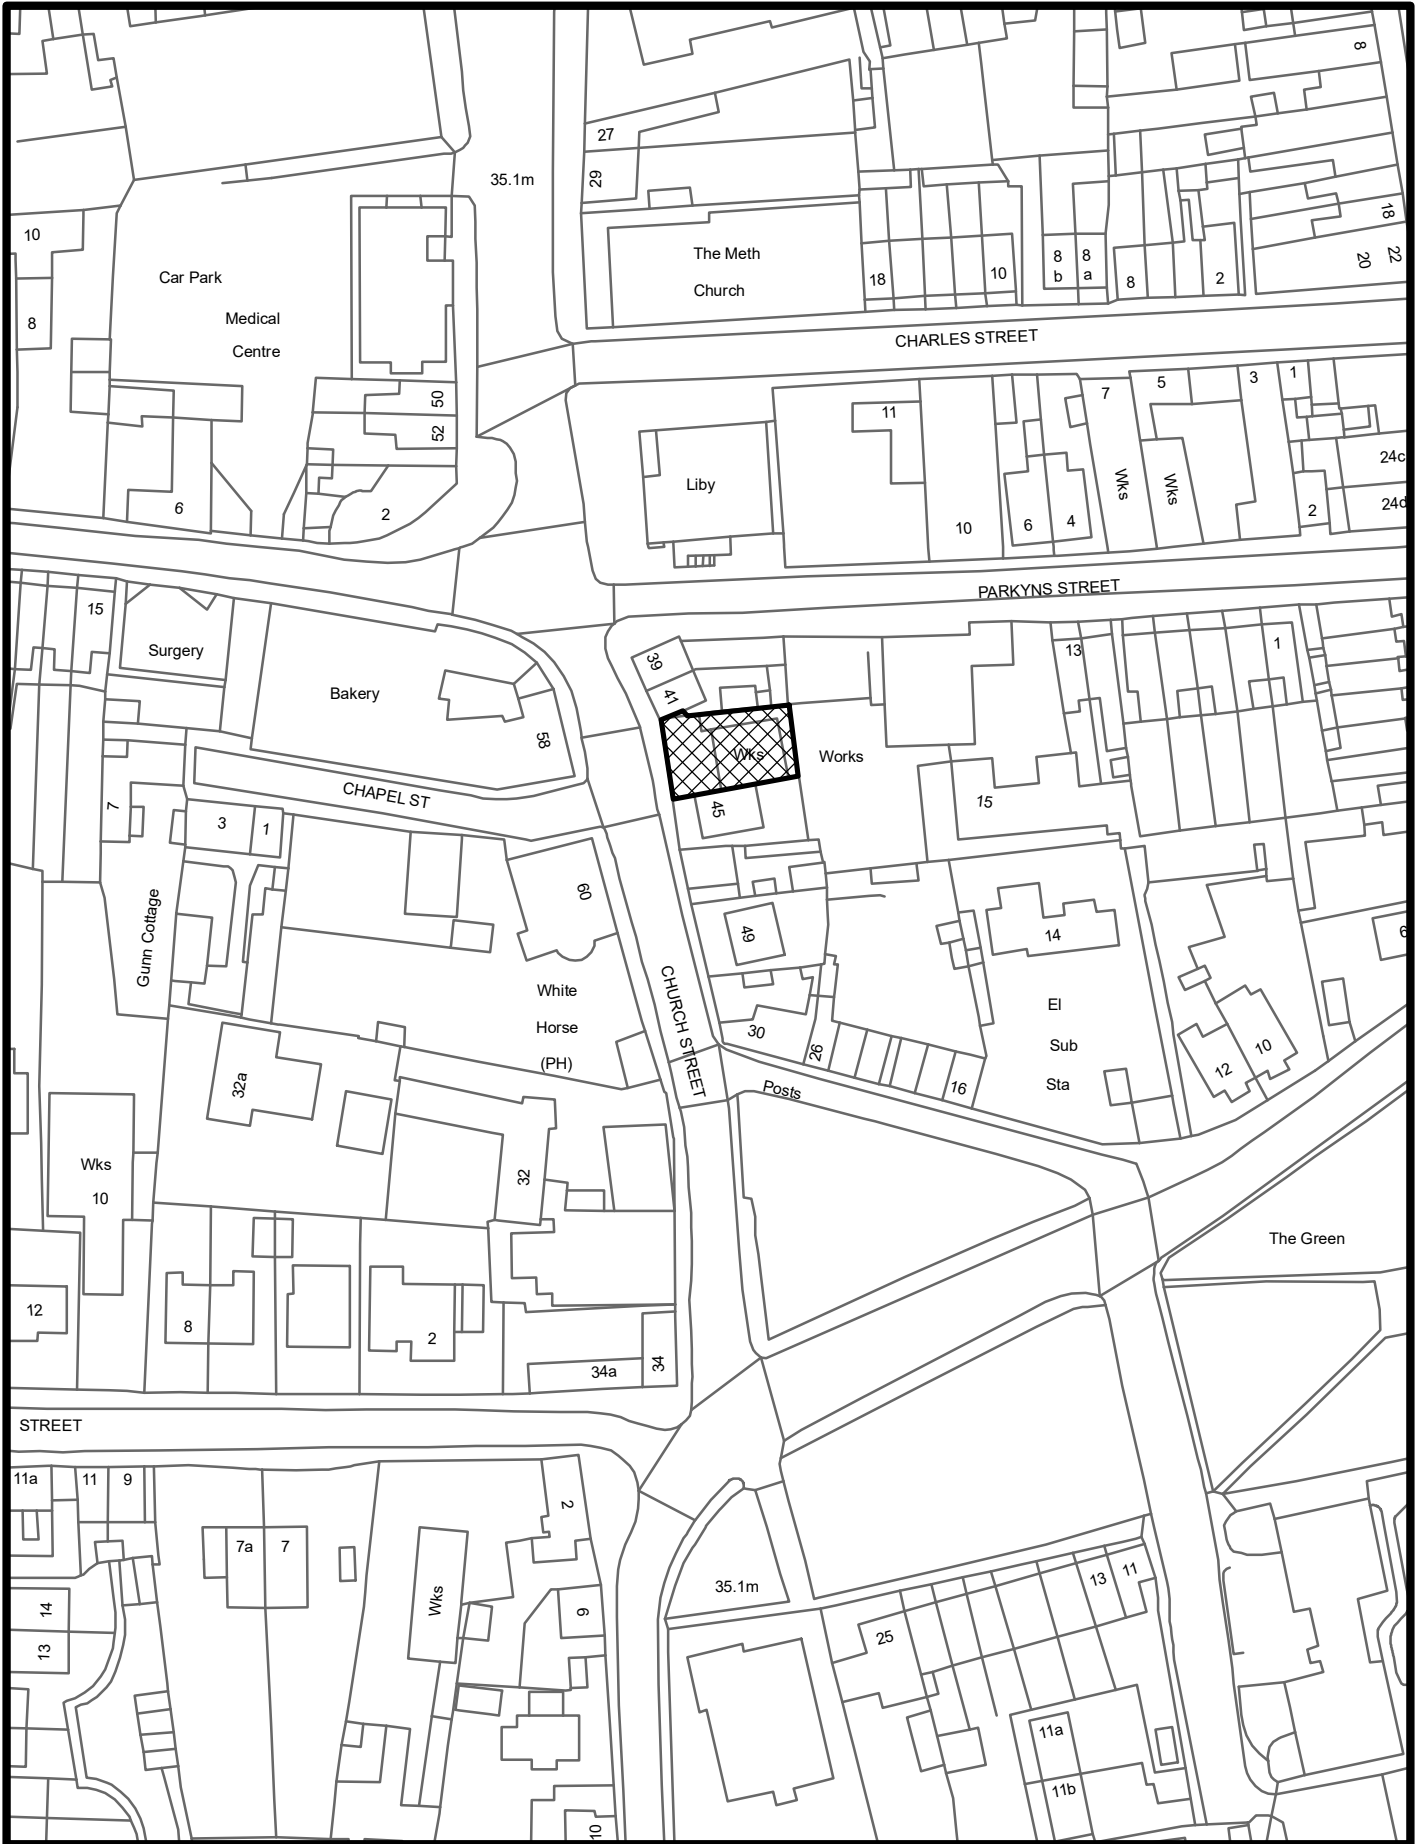 8
27
29
35.1m
10
8
Car Park
Medical
Centre
The Meth
Church
18
10
8
b
8
a
8
2
18
20
22
CHARLES STREET
50
52
6
2
Liby
11
10
6
4
7
Wks
5
Wks
3
1
2
24c
24d
PARKYNS STREET
15
Surgery
Bakery
58
39
41
Wks
45
Works
13
15
1
CHAPEL ST
7
3
1
Gunn Cottage
60
White
Horse
(PH)
CHURCH STREET
49
30
26
16
Posts
14
El
Sub
Sta
12
10
6
32a
32
Wks
10
12
8
2
34a
34
The Green
STREET
11a
11
9
7a
7
Wks
2
9
14
13
10
35.1m
25
13
11
11a
11b